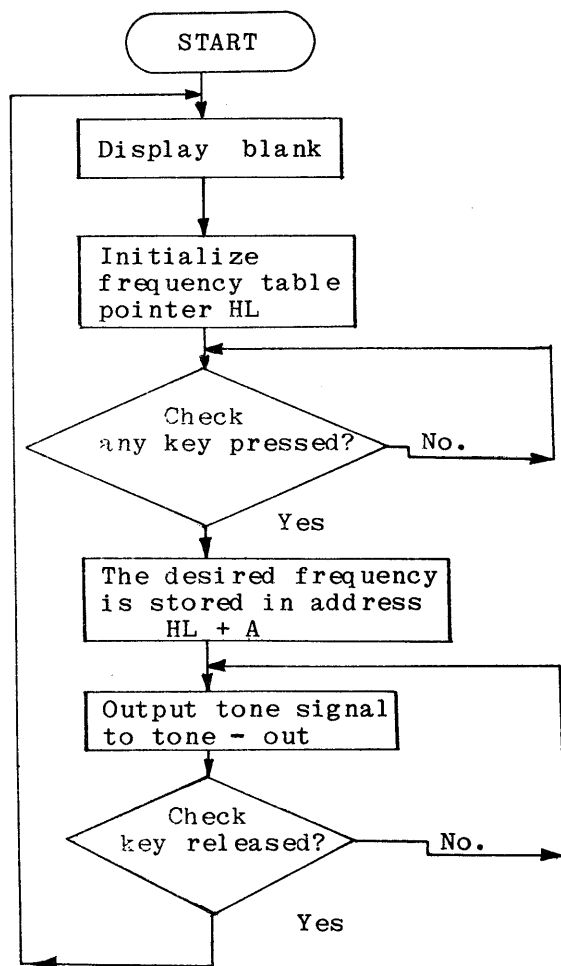 START
Display blank
Initialize
frequency table
pointer HL
Check
any key pressed?
No.
Yes
The desired frequency
is stored in address
HL + A
Output tone signal
to tone - out
Check
key released?
No.
Yes